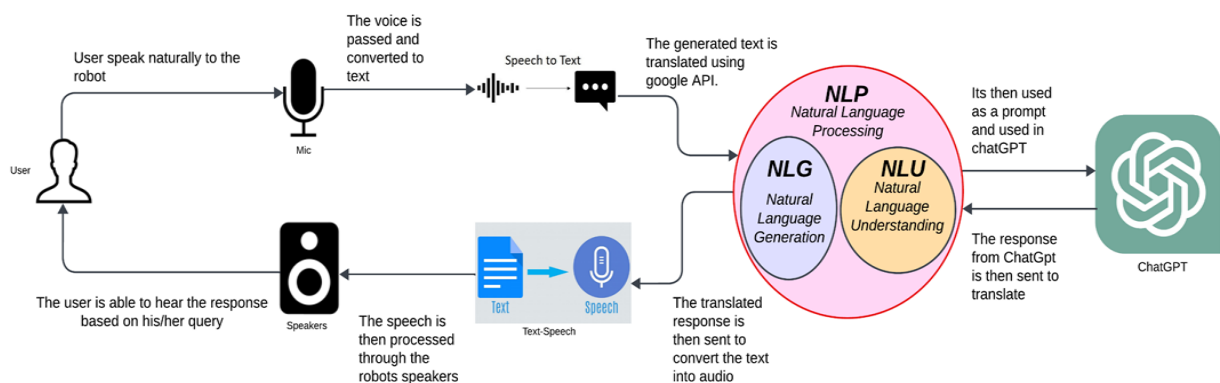 User speak naturally to the
robot
The voice is
passed and
converted to
text
Speech to Text
The generated text is
translated using
google API.
NLP
Natural Language
Processing
NLG
Natural
Language
Generation
NLU
Natural
Language
Understanding
Its then used
as a prompt
and used in
chatGPT
ChatGPT
The response
from ChatGpt
is then sent to
translate
User
Mic
The user is able to hear the response
based on his/her query
Speakers
The speech is
then processed
through the
robots speakers
Text
Speech
Text-Speech
The translated
response is
then sent to
convert the text
into audio